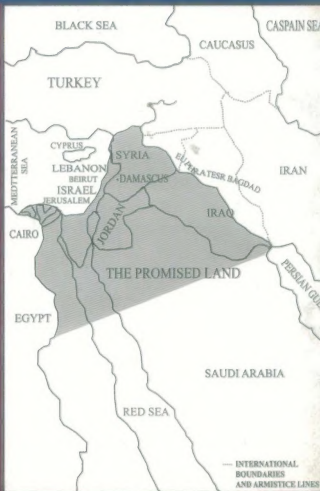 BLACK SEA
CASPAIN SEA
CAUCASUS
TURKEY
MEDITERRANEAN
SEA
CYPRUS
SYRIA
LEBANON
BEIRUT
-DAMASCUS
ISRAEL
JERUSALEM
EUPHRATESR BAGDAD
IRAN
JORDAN
IRAQ
CAIRO
THE PROMISED LAND
PERSIAN GU
EGYPT
SAUDI ARABIA
RED SEA
— INTERNATIONAL
BOUNDARIES
AND ARMISTICE LINES